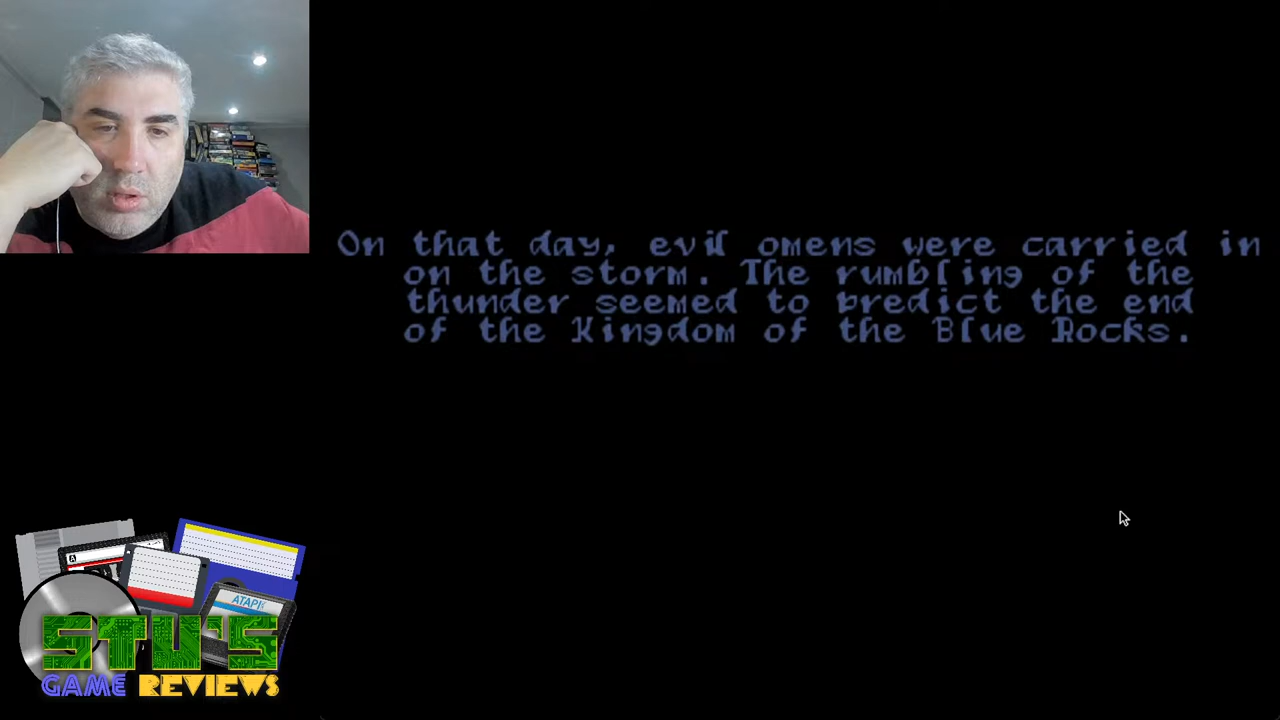 On that day, evil omens were carried in
on the storm. The rumbling of the
thunder seemed to predict the end
of the Kingdom of the Blue Rocks.
A
ATARI
STU'S
GAME REVIEWS